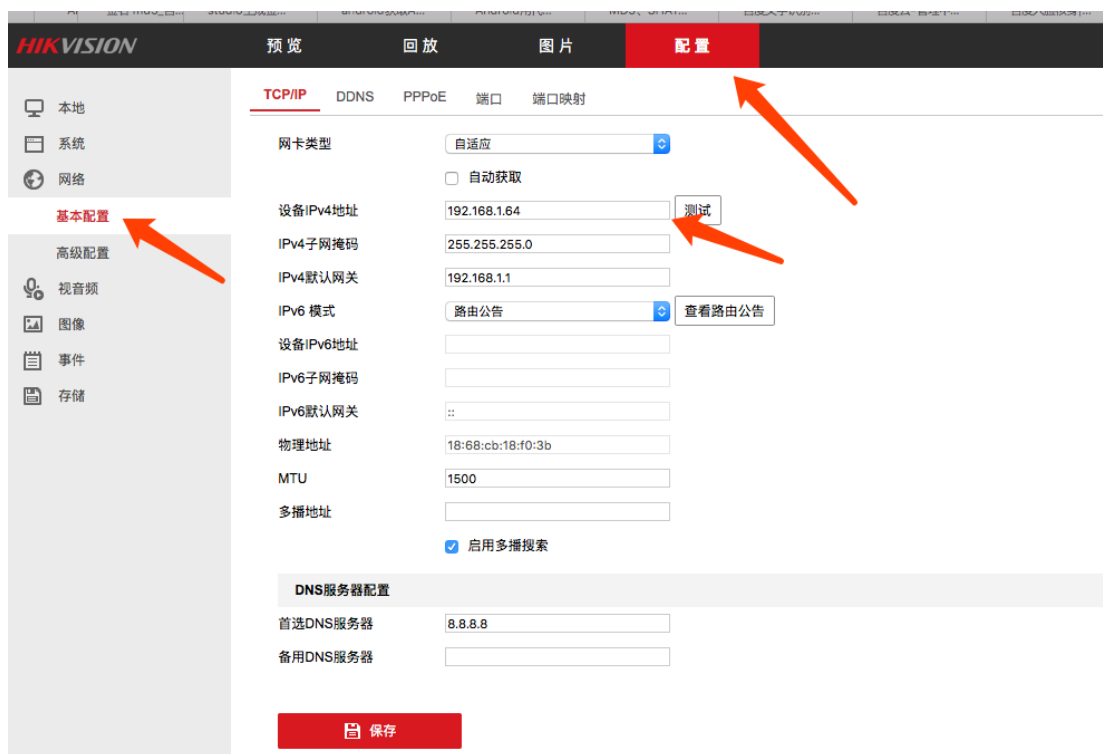 HIKVISION 预览 回放 图片 配置
本地
系统
网络
基本配置
高级配置
视音频
图像
事件
存储
TCP/IP DDNS PPPoE 端口 端口映射
网卡类型 自适应
自动获取
设备IPv4地址 192.168.1.64 测试
IPv4子网掩码 255.255.255.0
IPv4默认网关 192.168.1.1
IPv6 模式 路由公告 查看路由公告
设备IPv6地址
IPv6子网掩码
IPv6默认网关 ::
物理地址 18:68:cb:18:f0:3b
MTU 1500
多播地址
启用多播搜索
DNS服务器配置
首选DNS服务器 8.8.8.8
备用DNS服务器
保存